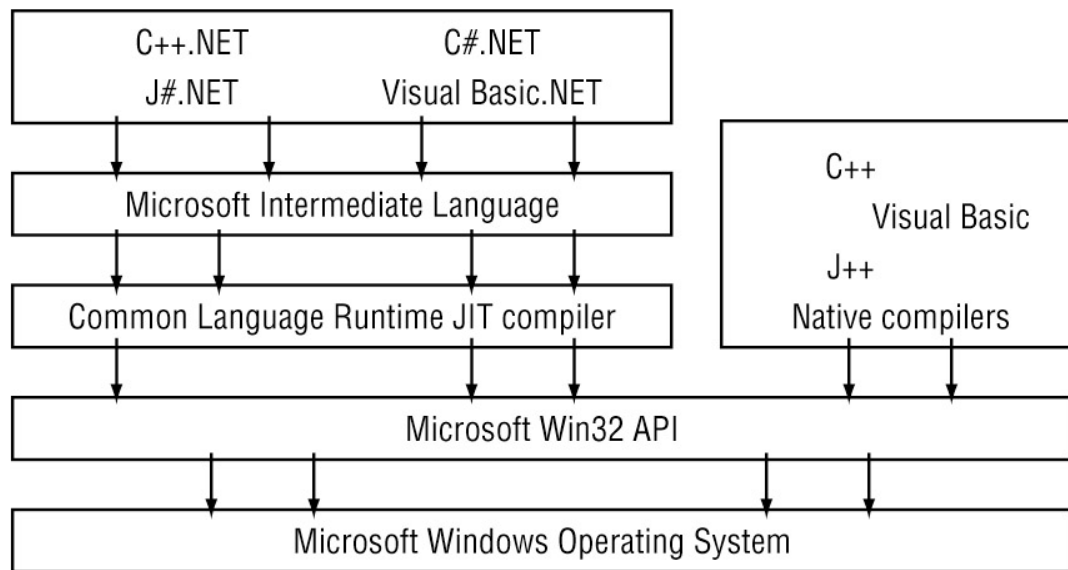 C++.NET C#.NET
J#.NET Visual Basic.NET
Microsoft Intermediate Language
Common Language Runtime JIT compiler
C++
Visual Basic
J++
Native compilers
Microsoft Win32 API
Microsoft Windows Operating System